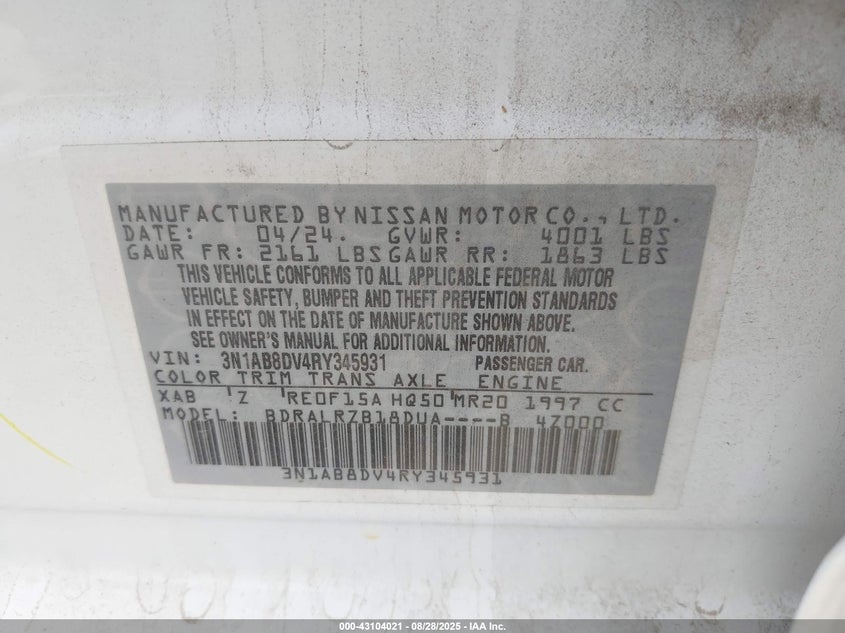 MANUFACTURED BY NISSAN MOTOR CO., LTD.
DATE: 04/24. GVWR: 4001 LBS
GAWR FR: 2161 LBS GAWR RR: 1863 LBS
THIS VEHICLE CONFORMS TO ALL APPLICABLE FEDERAL MOTOR
VEHICLE SAFETY, BUMPER AND THEFT PREVENTION STANDARDS
IN EFFECT ON THE DATE OF MANUFACTURE SHOWN ABOVE.
SEE OWNER'S MANUAL FOR ADDITIONAL INFORMATION.
VIN: 3N1AB8DV4RY345931 PASSENGER CAR.
COLOR TRIM TRANS AXLE ENGINE
XAB Z RE0F15A HQ50 MR20 1997 CC
MODEL: BDRALRZB18DUA----B 4Z000
3N1AB8DV4RY345931
000-43104021 | 08/28/2025 - IAA Inc.